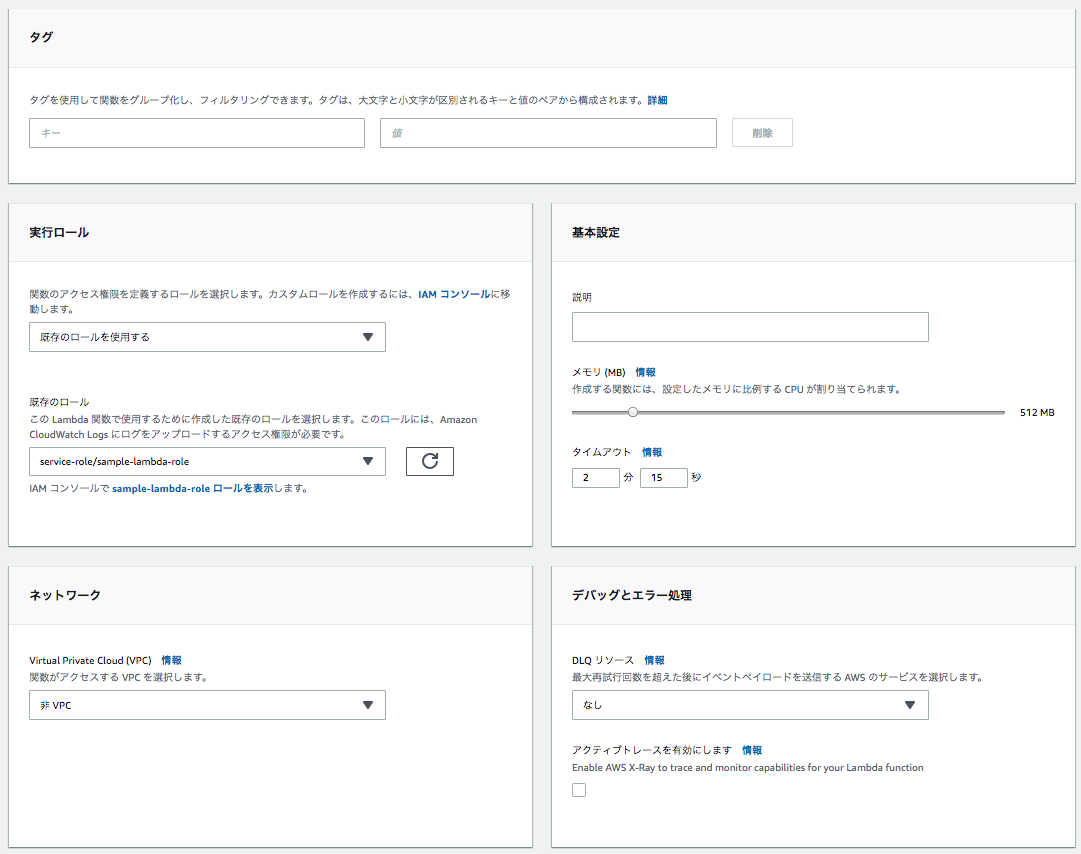 タグ
タグを使用して関数をグループ化し、フィルタリングできます。タグは、大文字と小文字が区別されるキーと値のペアから構成されます。詳細
キー
値
削除
実行ロール
関数のアクセス権限を定義するロールを選択します。カスタムロールを作成するには、IAM コンソールに移
動します。
既存のロールを使用する
既存のロール
この Lambda 関数で使用するために作成した既存のロールを選択します。このロールには、Amazon
CloudWatch Logs にログをアップロードするアクセス権限が必要です。
service-role/sample-lambda-role
IAM コンソールで sample-lambda-role ロールを表示します。
基本設定
説明
メモリ (MB) 情報
作成する関数には、設定したメモリに比例する CPU が割り当てられます。
512 MB
タイムアウト 情報
2 分 15 秒
ネットワーク
Virtual Private Cloud (VPC) 情報
関数がアクセスする VPC を選択します。
非 VPC
デバッグとエラー処理
DLQ リソース 情報
最大再試行回数を超えた後にイベントペイロードを送信する AWS のサービスを選択します。
なし
アクティブトレースを有効にします 情報
Enable AWS X-Ray to trace and monitor capabilities for your Lambda function